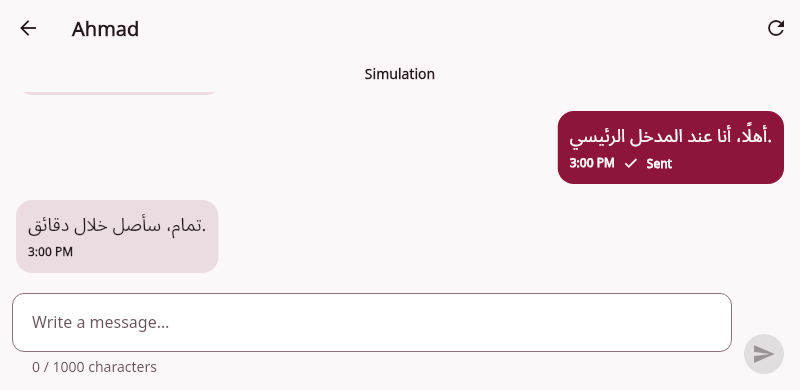 Ahmad
Simulation
أهلًا، أنا عند المدخل الرئيسي.
3:00 PM Sent
تمام، سأصل خلال دقائق.
3:00 PM
Write a message...
0 / 1000 characters